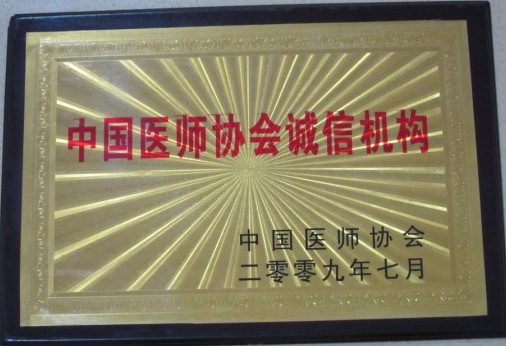 中国医师协会诚信机构
中国医师协会
二零零九年七月